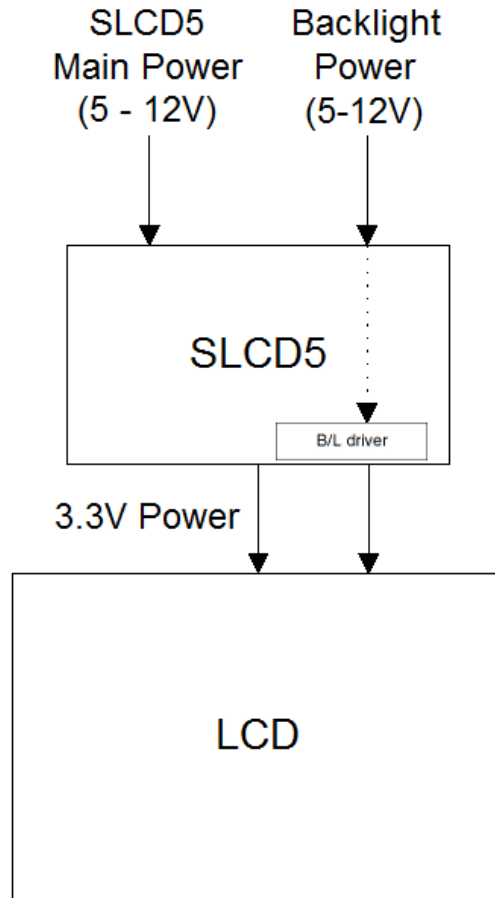 SLCD5
Main Power
(5 - 12V)
Backlight
Power
(5-12V)
SLCD5
B/L driver
3.3V Power
LCD